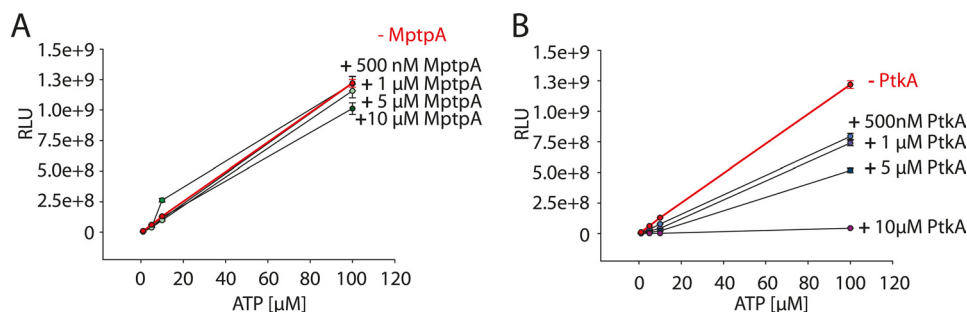 A
- MptpA
+ 500 nM MptpA
+ 1 µM MptpA
+ 5 µM MptpA
+10 µM MptpA
1.5e+9
1.3e+9
1.0e+9
7.5e+8
5.0e+8
2.5e+8
0
RLU
0 20 40 60 80 100 120
ATP [µM]
B
- PtkA
+ 500nM PtkA
+ 1 µM PtkA
+ 5 µM PtkA
+ 10µM PtkA
1.5e+9
1.3e+9
1.0e+9
7.5e+8
5.0e+8
2.5e+8
0
RLU
0 20 40 60 80 100 120
ATP [µM]